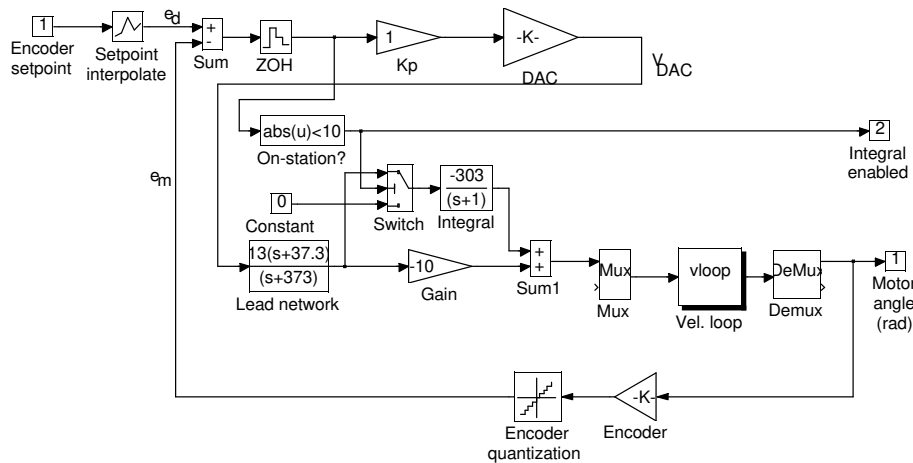 1
Encoder
setpoint
Setpoint
interpolate
e_d
+
-
Sum
ZOH
1
Kp
-K-
DAC
V_DAC
abs(u)<10
On-station?
2
Integral
enabled
e_m
0
Constant
Switch
-303
(s+1)
Integral
13(s+37.3)
(s+373)
Lead network
-10
Gain
+
+
Sum1
Mux
Mux
vloop
Vel. loop
DeMux
Demux
1
Motor
angle
(rad)
Encoder
quantization
-K-
Encoder